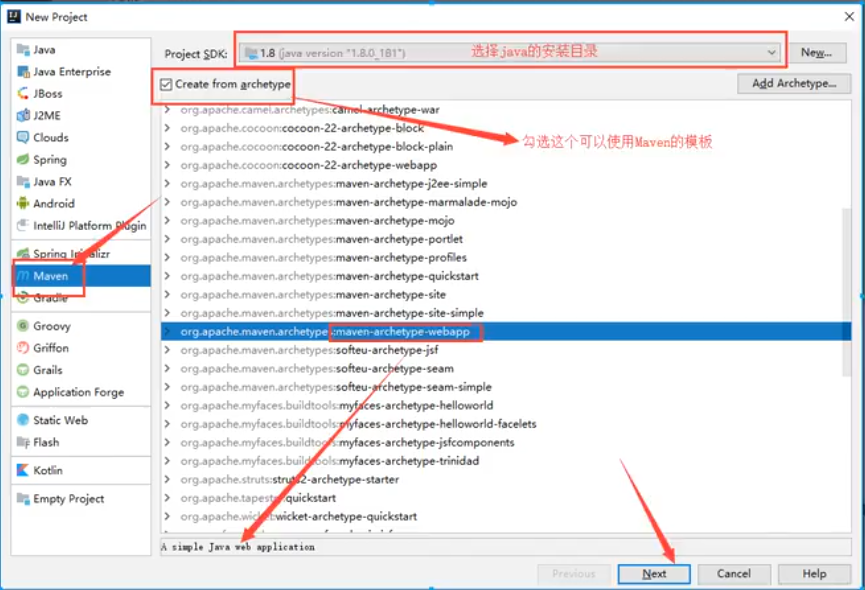 New Project
Java
Java Enterprise
JBoss
J2ME
Clouds
Spring
Java FX
Android
IntelliJ Platform Plugin
Spring Initializr
Maven
Gradle
Groovy
Griffon
Grails
Application Forge
Static Web
Flash
Kotlin
Empty Project
Project SDK: 1.8 (java version "1.8.0_181") 选择java的安装目录 New...
Create from archetype Add Archetype...
勾选这个可以使用Maven的模板
org.apache.camel.archetypes:camel-archetype-war
org.apache.cocoon:cocoon-22-archetype-block
org.apache.cocoon:cocoon-22-archetype-block-plain
org.apache.cocoon:cocoon-22-archetype-webapp
org.apache.maven.archetypes:maven-archetype-j2ee-simple
org.apache.maven.archetypes:maven-archetype-marmalade-mojo
org.apache.maven.archetypes:maven-archetype-mojo
org.apache.maven.archetypes:maven-archetype-portlet
org.apache.maven.archetypes:maven-archetype-profiles
org.apache.maven.archetypes:maven-archetype-quickstart
org.apache.maven.archetypes:maven-archetype-site
org.apache.maven.archetypes:maven-archetype-site-simple
org.apache.maven.archetypes:maven-archetype-webapp
org.apache.maven.archetypes:softeu-archetype-jsf
org.apache.maven.archetypes:softeu-archetype-seam
org.apache.maven.archetypes:softeu-archetype-seam-simple
org.apache.myfaces.buildtools:myfaces-archetype-helloworld
org.apache.myfaces.buildtools:myfaces-archetype-helloworld-facelets
org.apache.myfaces.buildtools:myfaces-archetype-jsfcomponents
org.apache.myfaces.buildtools:myfaces-archetype-trinidad
org.apache.struts:struts2-archetype-starter
org.apache.tapestry:quickstart
org.apache.wicket:wicket-archetype-quickstart
A simple Java web application
Previous Next Cancel Help